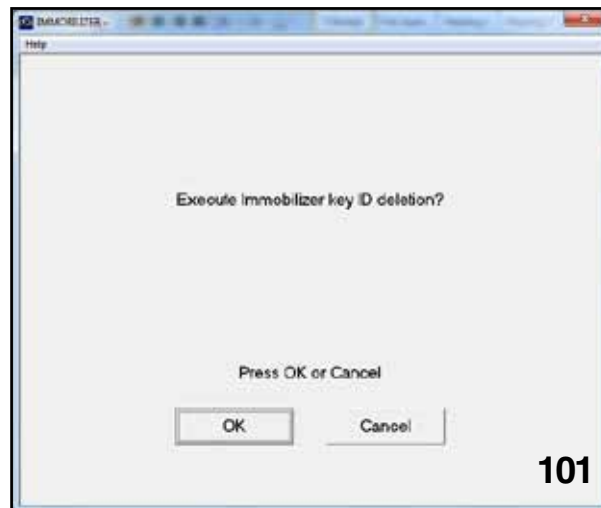 IMMOBILIZER
Help
Execute Immobilizer key ID deletion?
Press OK or Cancel
OK
Cancel
101